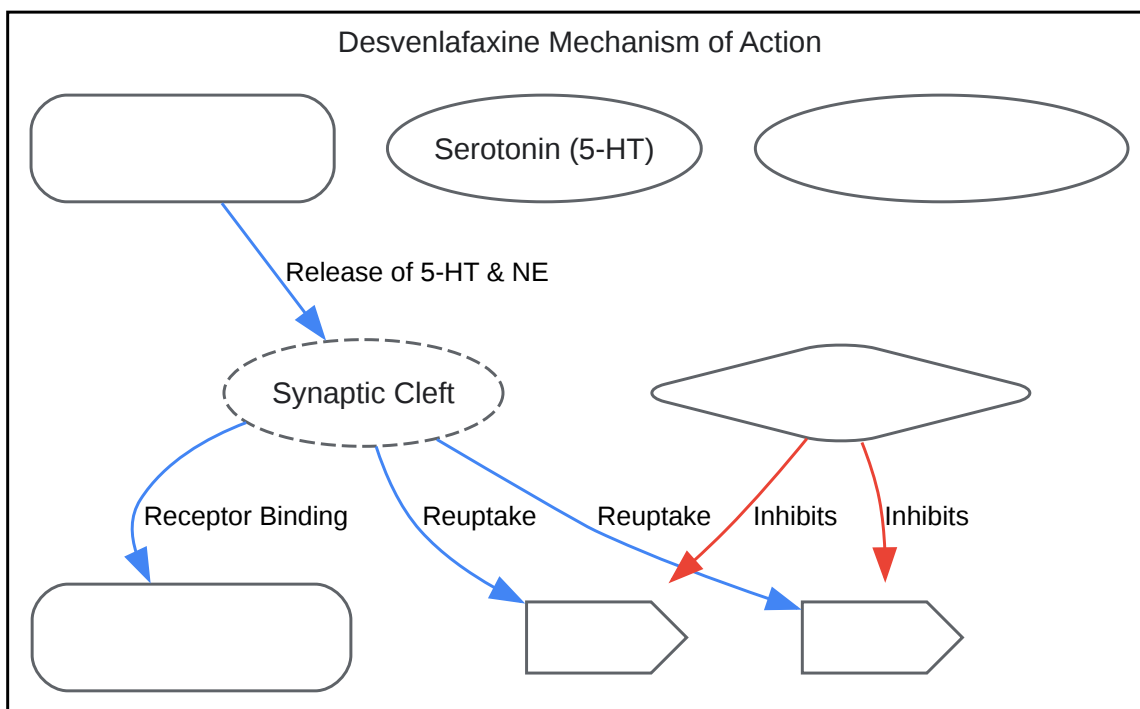 Desvenlafaxine Mechanism of Action
Serotonin (5-HT)
Release of 5-HT & NE
Synaptic Cleft
Receptor Binding
Reuptake
Reuptake
Inhibits
Inhibits